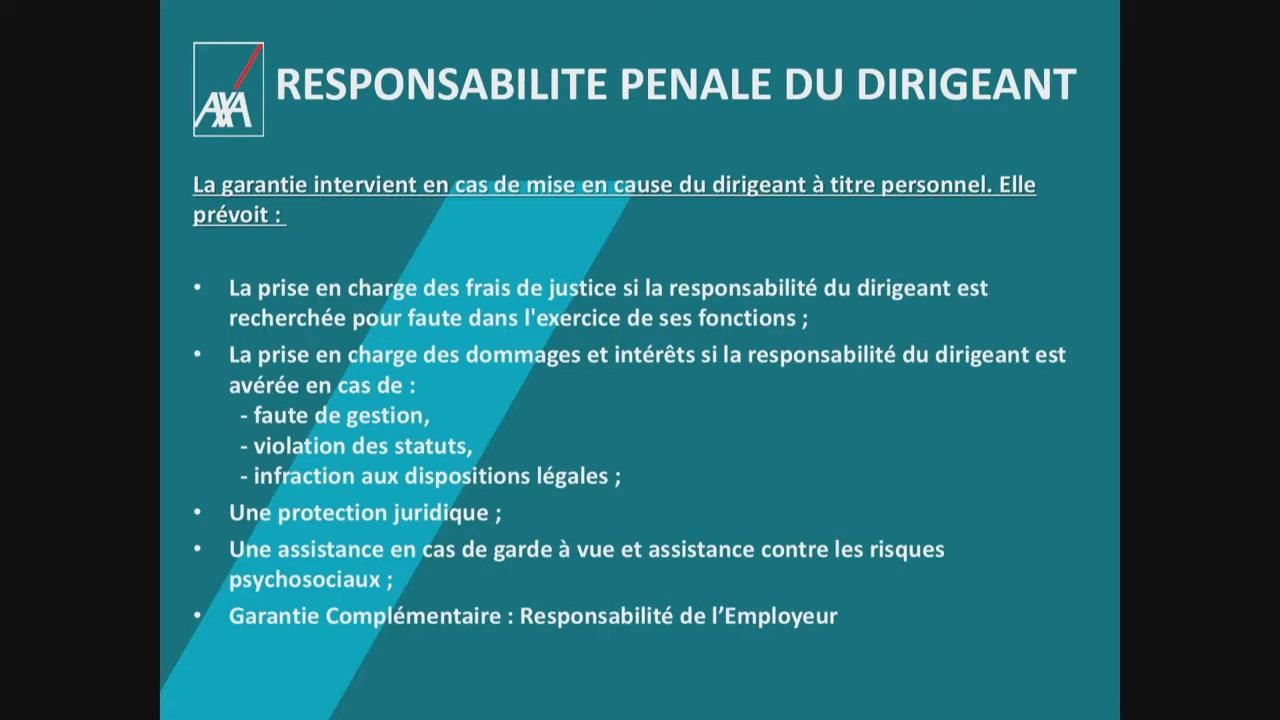 AXA
RESPONSABILITE PENALE DU DIRIGEANT
La garantie intervient en cas de mise en cause du dirigeant à titre personnel. Elle
prévoit :
• La prise en charge des frais de justice si la responsabilité du dirigeant est
recherchée pour faute dans l'exercice de ses fonctions ;
• La prise en charge des dommages et intérêts si la responsabilité du dirigeant est
avérée en cas de :
- faute de gestion,
- violation des statuts,
- infraction aux dispositions légales ;
• Une protection juridique ;
• Une assistance en cas de garde à vue et assistance contre les risques
psychosociaux ;
• Garantie Complémentaire : Responsabilité de l’Employeur